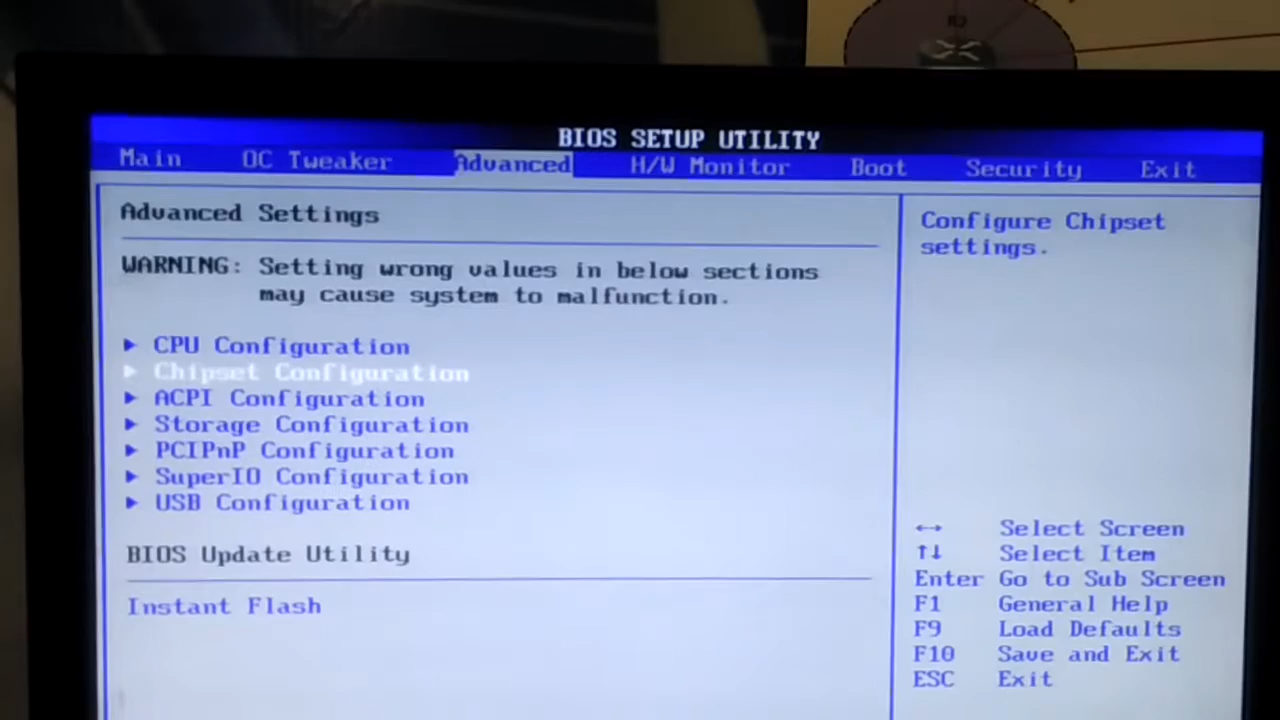 BIOS SETUP UTILITY
Main OC Tweaker Advanced H/W Monitor Boot Security Exit
Advanced Settings
WARNING: Setting wrong values in below sections
may cause system to malfunction.
CPU Configuration
Chipset Configuration
ACPI Configuration
Storage Configuration
PCIPnP Configuration
SuperIO Configuration
USB Configuration
BIOS Update Utility
Instant Flash
Configure Chipset
settings.
↔ Select Screen
↑↓ Select Item
Enter Go to Sub Screen
F1 General Help
F9 Load Defaults
F10 Save and Exit
ESC Exit